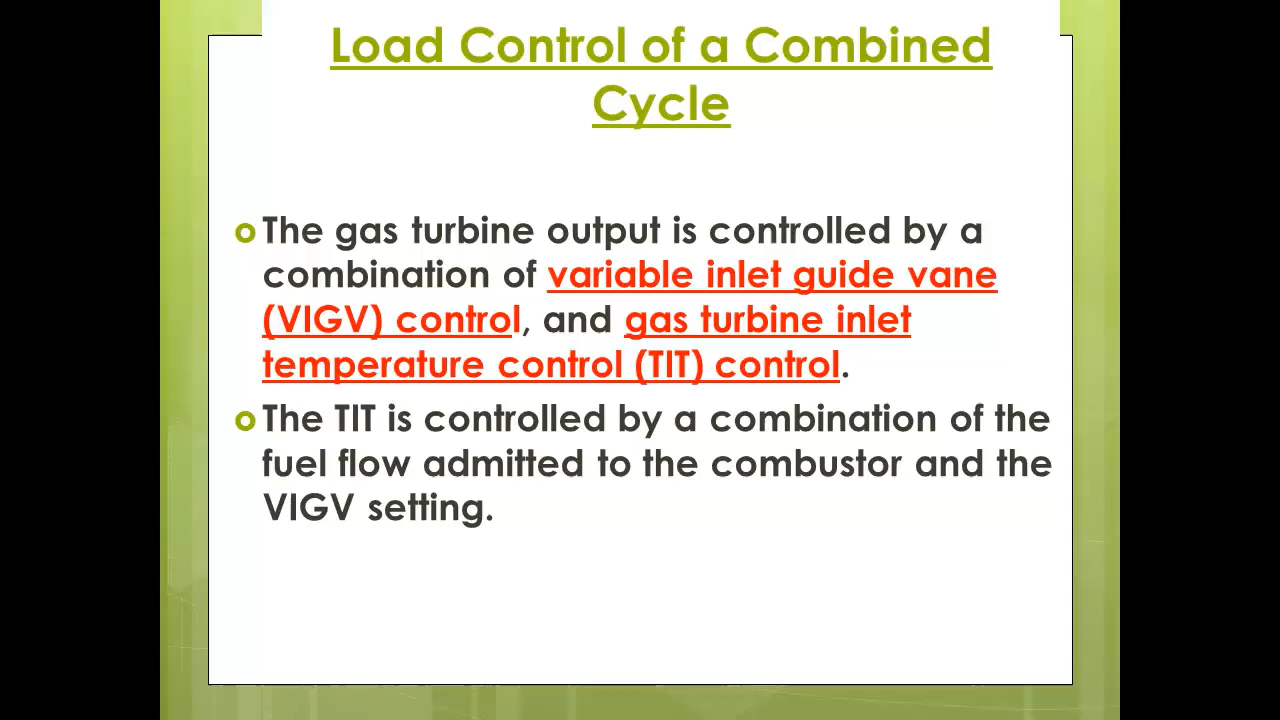 Load Control of a Combined
Cycle
The gas turbine output is controlled by a
combination of variable inlet guide vane
(VIGV) control, and gas turbine inlet
temperature control (TIT) control.
The TIT is controlled by a combination of the
fuel flow admitted to the combustor and the
VIGV setting.